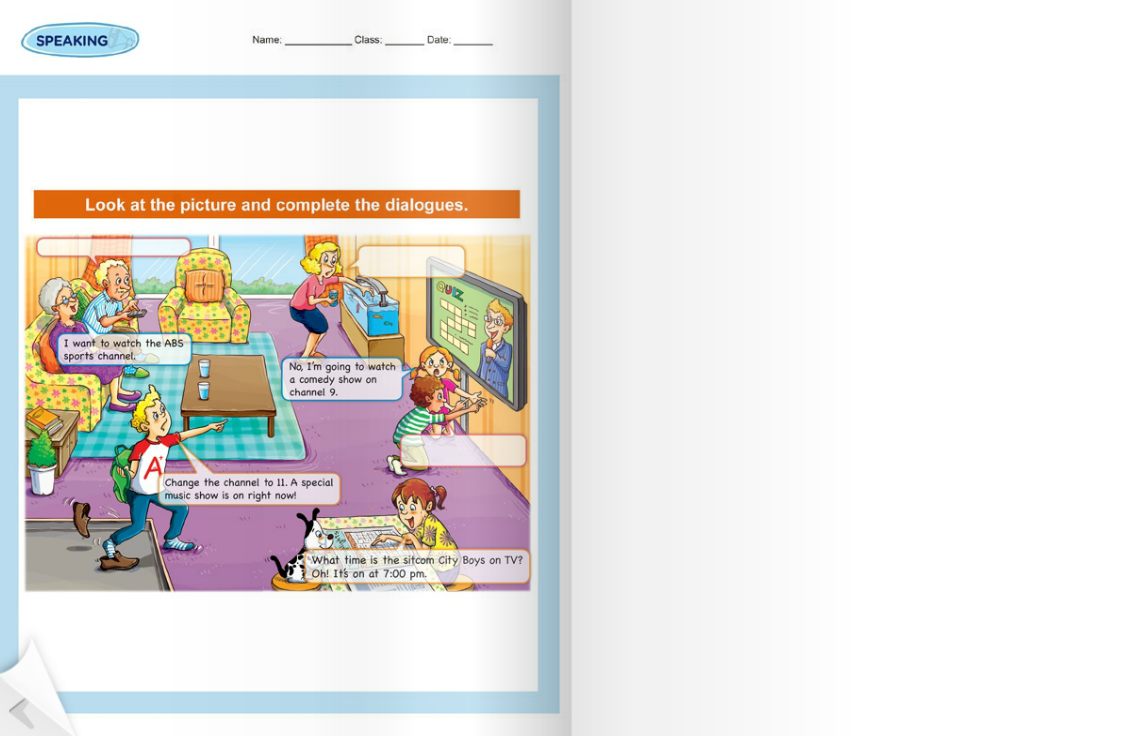 SPEAKING
Name: ____________ Class: _______ Date: _______
Look at the picture and complete the dialogues.
QUIZ
I want to watch the ABS
sports channel.
No, I'm going to watch
a comedy show on
channel 9.
A+
Change the channel to 11. A special
music show is on right now!
What time is the sitcom City Boys on TV?
Oh! It's on at 7:00 pm.